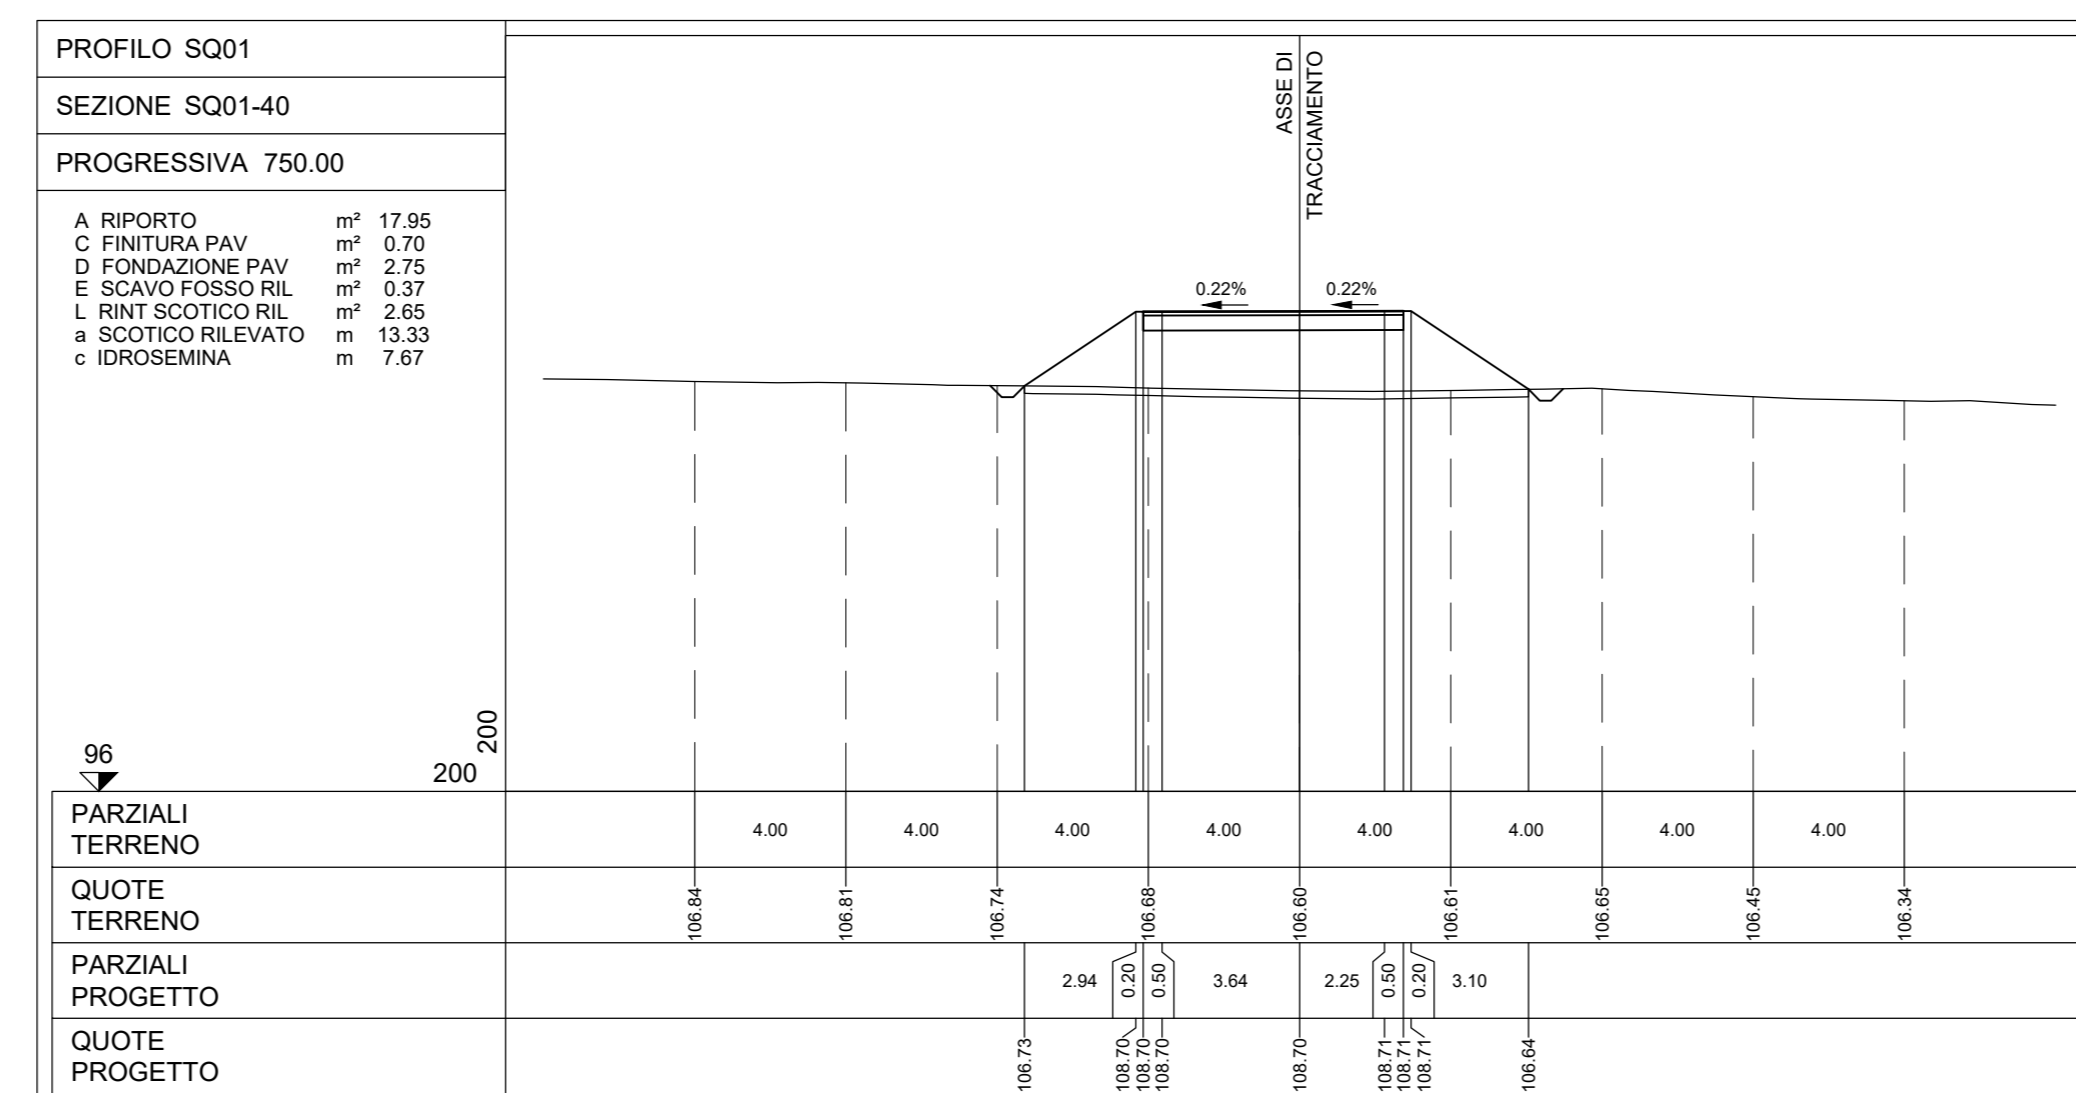 PROFILO SQ01
SEZIONE SQ01-40
PROGRESSIVA 750.00
A RIPORTO m² 17.95
C FINITURA PAV m² 0.70
D FONDAZIONE PAV m² 2.75
E SCAVO FOSSO RIL m² 0.37
L RINT SCOTICO RIL m² 2.65
a SCOTICO RILEVATO m 13.33
c IDROSEMINA m 7.67
ASSE DI
TRACCIAMENTO
0.22% 0.22%
96
200
200
PARZIALI
TERRENO
4.00 4.00 4.00 4.00 4.00 4.00 4.00 4.00
QUOTE
TERRENO
106.84 106.81 106.74 106.68 106.60 106.61 106.65 106.45 106.34
PARZIALI
PROGETTO
2.94 0.20 0.50 3.64 2.25 0.50 0.20 3.10
QUOTE
PROGETTO
106.73 108.70 108.70 108.70 108.70 108.71 108.71 108.71 106.64